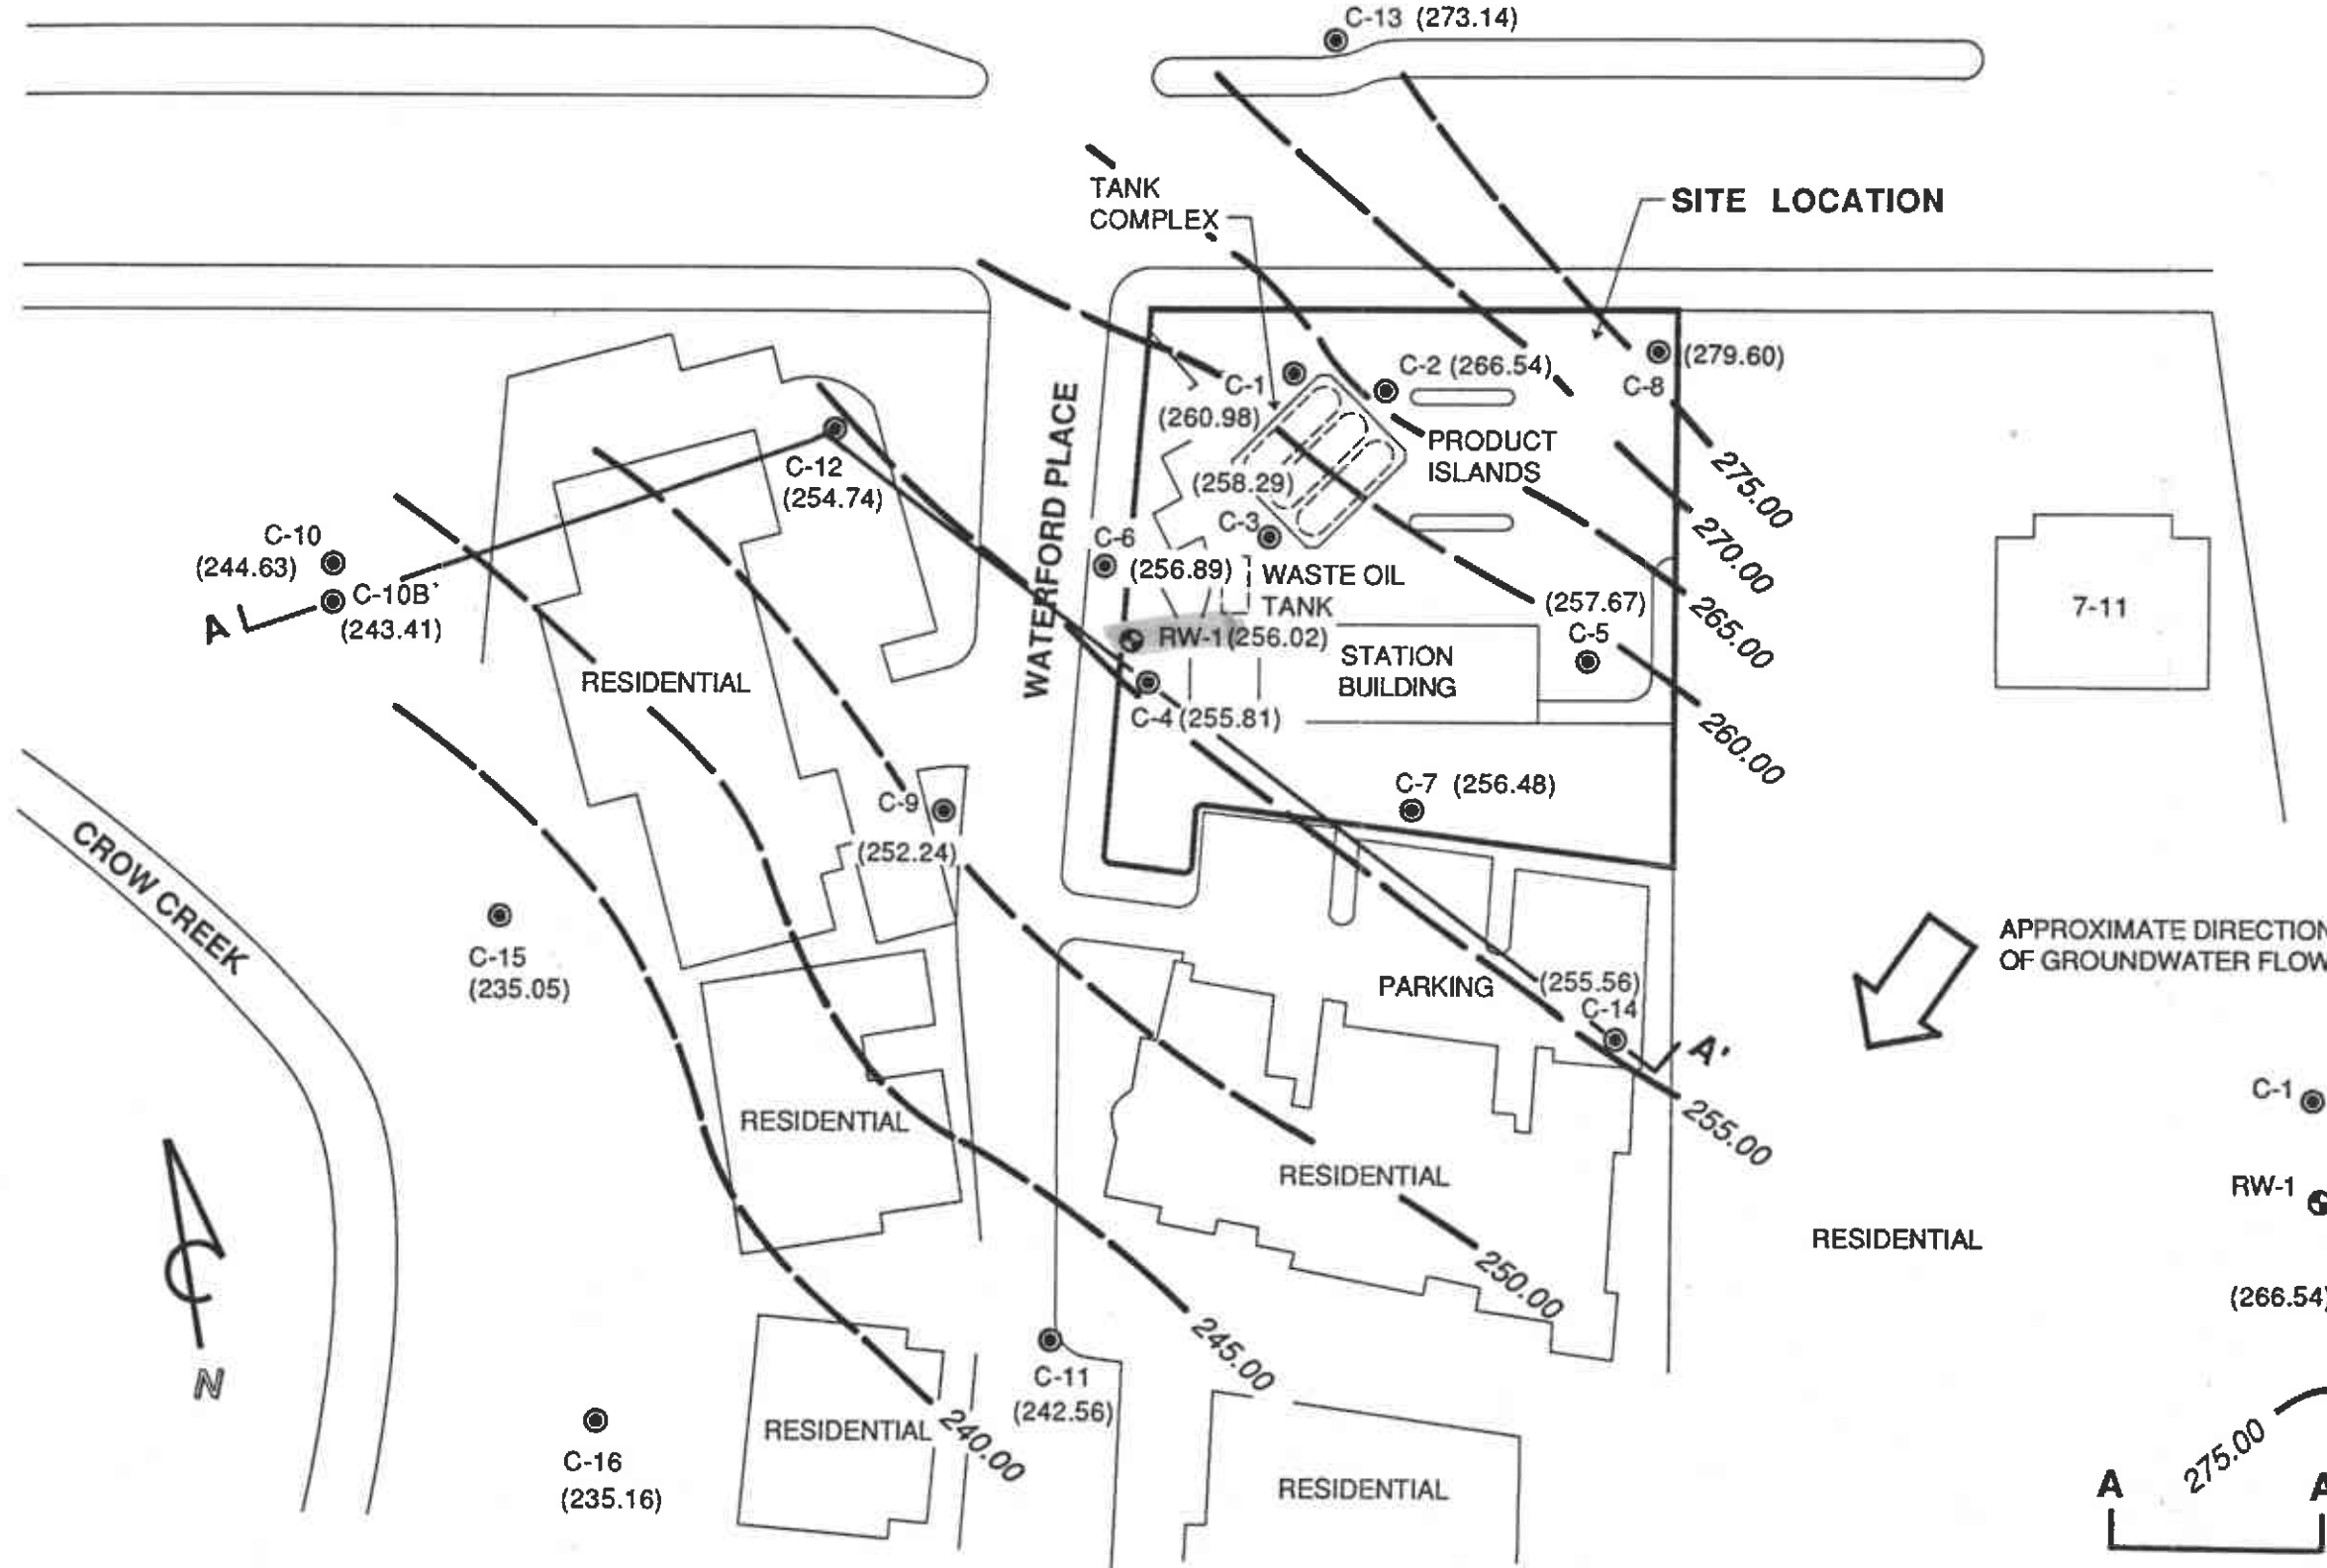 C-13 (273.14)
TANK
COMPLEX
SITE LOCATION
C-1
(260.98)
C-2 (266.54)
(279.60)
C-8
WATERFORD PLACE
PRODUCT
ISLANDS
C-12
(254.74)
(258.29)
C-3
275.00
270.00
265.00
260.00
C-10
(244.63)
C-10B*
(243.41)
A
C-6
(256.89)
WASTE OIL
TANK
RW-1 (256.02)
(257.67)
C-5
7-11
STATION
BUILDING
RESIDENTIAL
C-4 (255.81)
C-7 (256.48)
C-9
(252.24)
CROW CREEK
C-15
(235.05)
PARKING
(255.56)
C-14
A'
255.00
APPROXIMATE DIRECTION
OF GROUNDWATER FLOW
C-1
RESIDENTIAL
RESIDENTIAL
RW-1
RESIDENTIAL
250.00
(266.54)
245.00
N
C-11
(242.56)
240.00
RESIDENTIAL
C-16
(235.16)
RESIDENTIAL
275.00
A